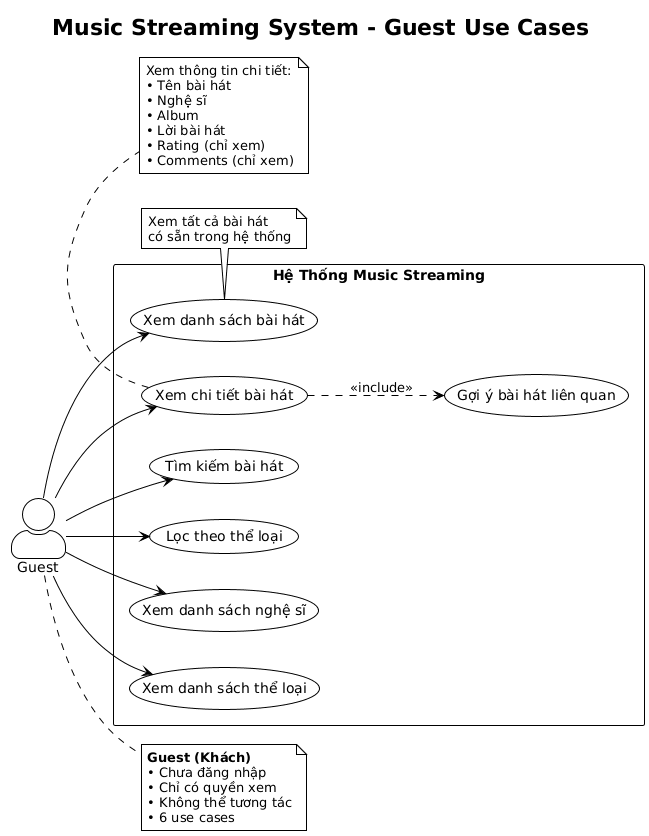 Music Streaming System - Guest Use Cases
Xem thông tin chi tiết:
• Tên bài hát
• Nghệ sĩ
• Album
• Lời bài hát
• Rating (chỉ xem)
• Comments (chỉ xem)
Xem tất cả bài hát
có sẵn trong hệ thống
Hệ Thống Music Streaming
Xem danh sách bài hát
Xem chi tiết bài hát
«include»
Gợi ý bài hát liên quan
Tìm kiếm bài hát
Lọc theo thể loại
Guest
Xem danh sách nghệ sĩ
Xem danh sách thể loại
Guest (Khách)
• Chưa đăng nhập
• Chỉ có quyền xem
• Không thể tương tác
• 6 use cases